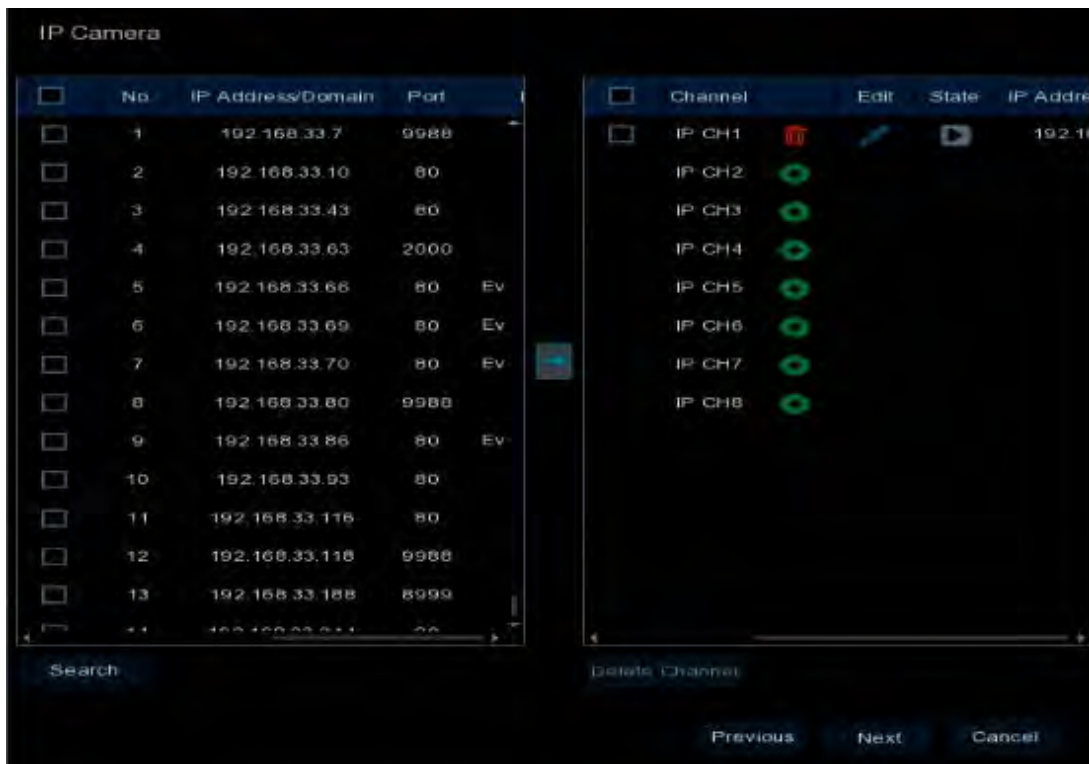 IP Camera
No IP Address/Domain Port
1 192.168.33.7 9988
2 192.168.33.10 80
3 192.168.33.43 80
4 192.168.33.63 2000
5 192.168.33.66 80 Ev
6 192.168.33.69 80 Ev
7 192.168.33.70 80 Ev
8 192.168.33.80 9988
9 192.168.33.86 80 Ev
10 192.168.33.93 80
11 192.168.33.116 80
12 192.168.33.118 9988
13 192.168.33.188 8999
Search
Channel Edit State IP Addre
IP CH1 192.1
IP CH2
IP CH3
IP CH4
IP CH5
IP CH6
IP CH7
IP CH8
Delete Channel
Previous Next Cancel